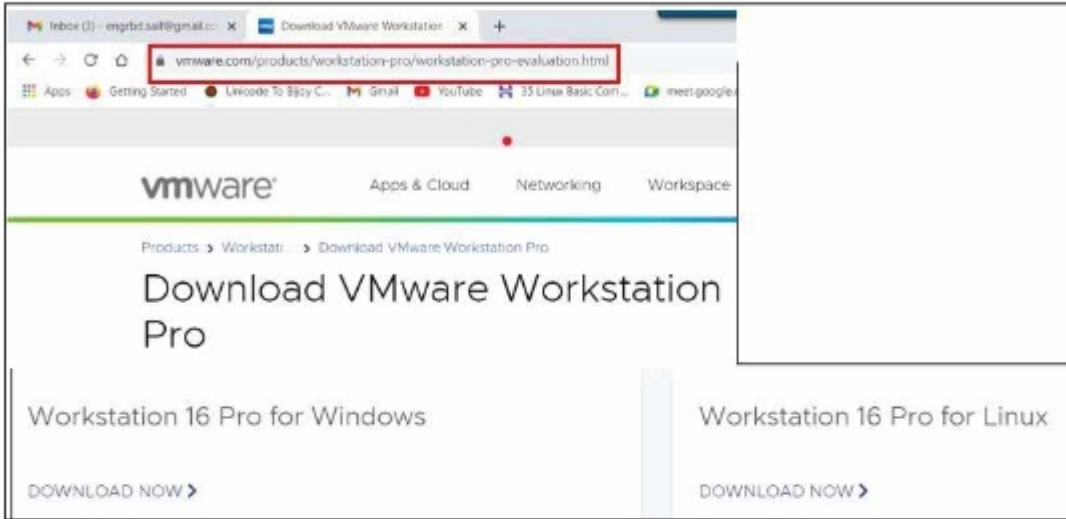 Inbox (3) - engrbd.saif@gmail.co
Download VMware Workstation
vmware.com/products/workstation-pro/workstation-pro-evaluation.html
Apps Getting Started Unicode To Bijoy C... Gmail YouTube 35 Linux Basic Com... meet.google.
vmware Apps & Cloud Networking Workspace
Products > Workstati... > Download VMware Workstation Pro
Download VMware Workstation
Pro
Workstation 16 Pro for Windows Workstation 16 Pro for Linux
DOWNLOAD NOW > DOWNLOAD NOW >